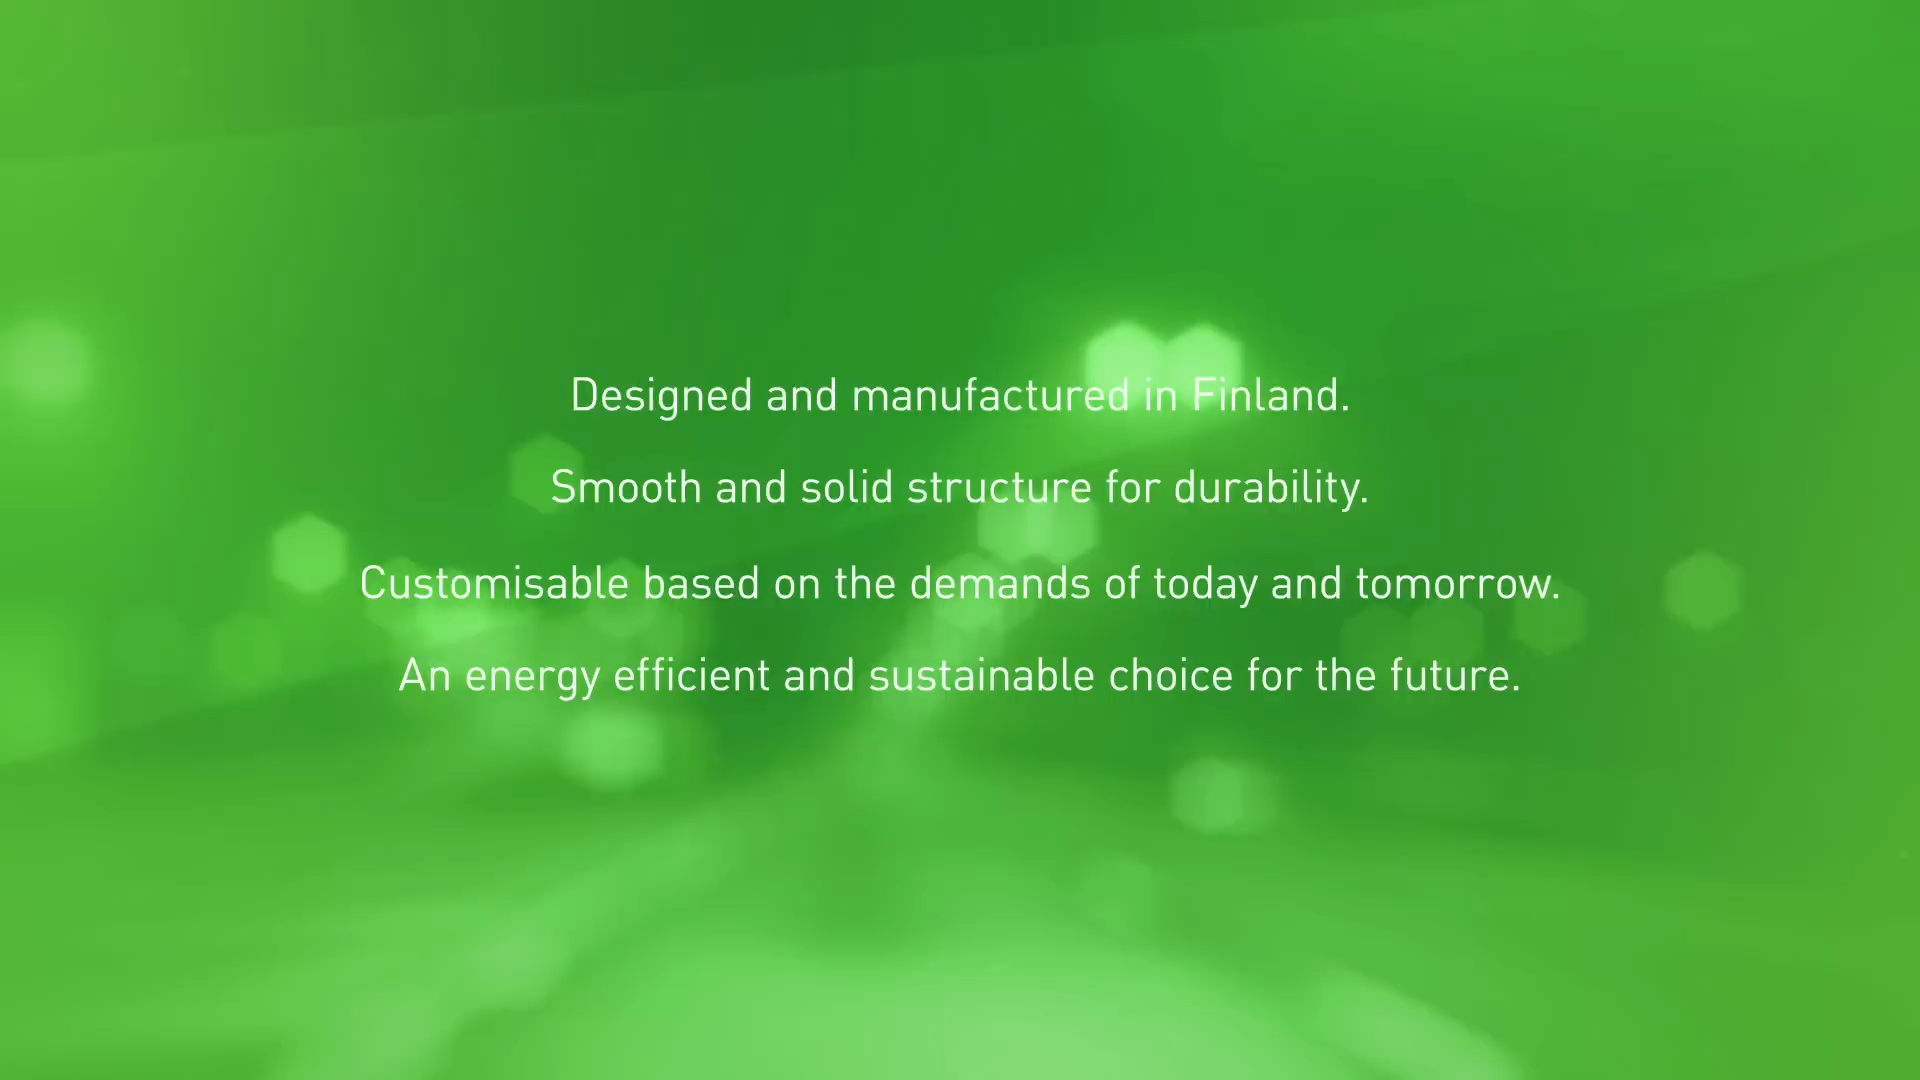 Designed and manufactured in Finland.
Smooth and solid structure for durability.
Customisable based on the demands of today and tomorrow.
An energy efficient and sustainable choice for the future.